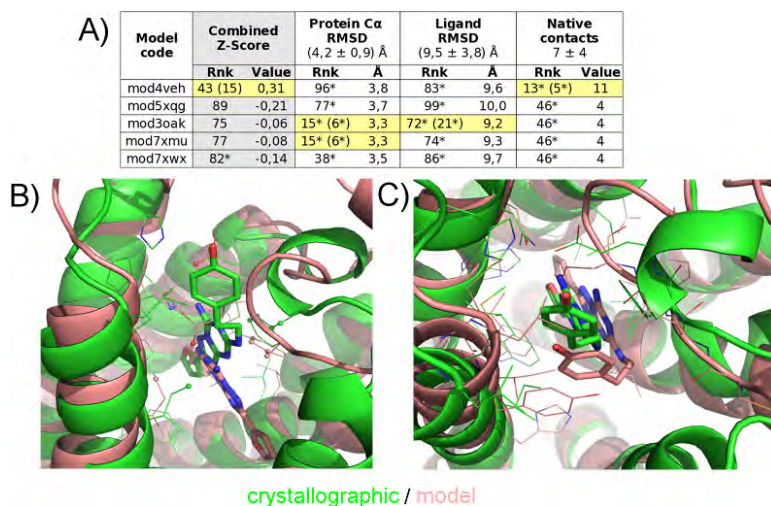 A)
Model code | Combined Z-Score | Protein Cα RMSD (4,2 ± 0,9) Å | Ligand RMSD (9,5 ± 3,8) Å | Native contacts 7 ± 4
Rnk | Value | Rnk | Å | Rnk | Å | Rnk | Value
mod4veh | 43 (15) | 0,31 | 96* | 3,8 | 83* | 9,6 | 13* (5*) | 11
mod5xqg | 89 | -0,21 | 77* | 3,7 | 99* | 10,0 | 46* | 4
mod3oak | 75 | -0,06 | 15* (6*) | 3,3 | 72* (21*) | 9,2 | 46* | 4
mod7xmu | 77 | -0,08 | 15* (6*) | 3,3 | 74* | 9,3 | 46* | 4
mod7xwx | 82* | -0,14 | 38* | 3,5 | 86* | 9,7 | 46* | 4
B)
C)
crystallographic / model